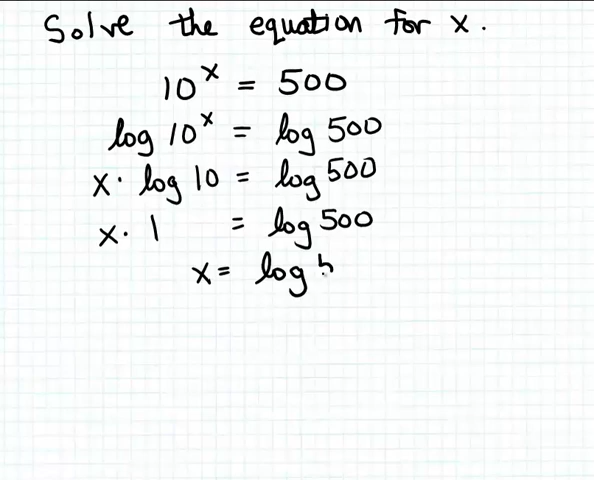 Solve the equation for x.
10^x = 500
log 10^x = log 500
x · log 10 = log 500
x · 1 = log 500
x = log